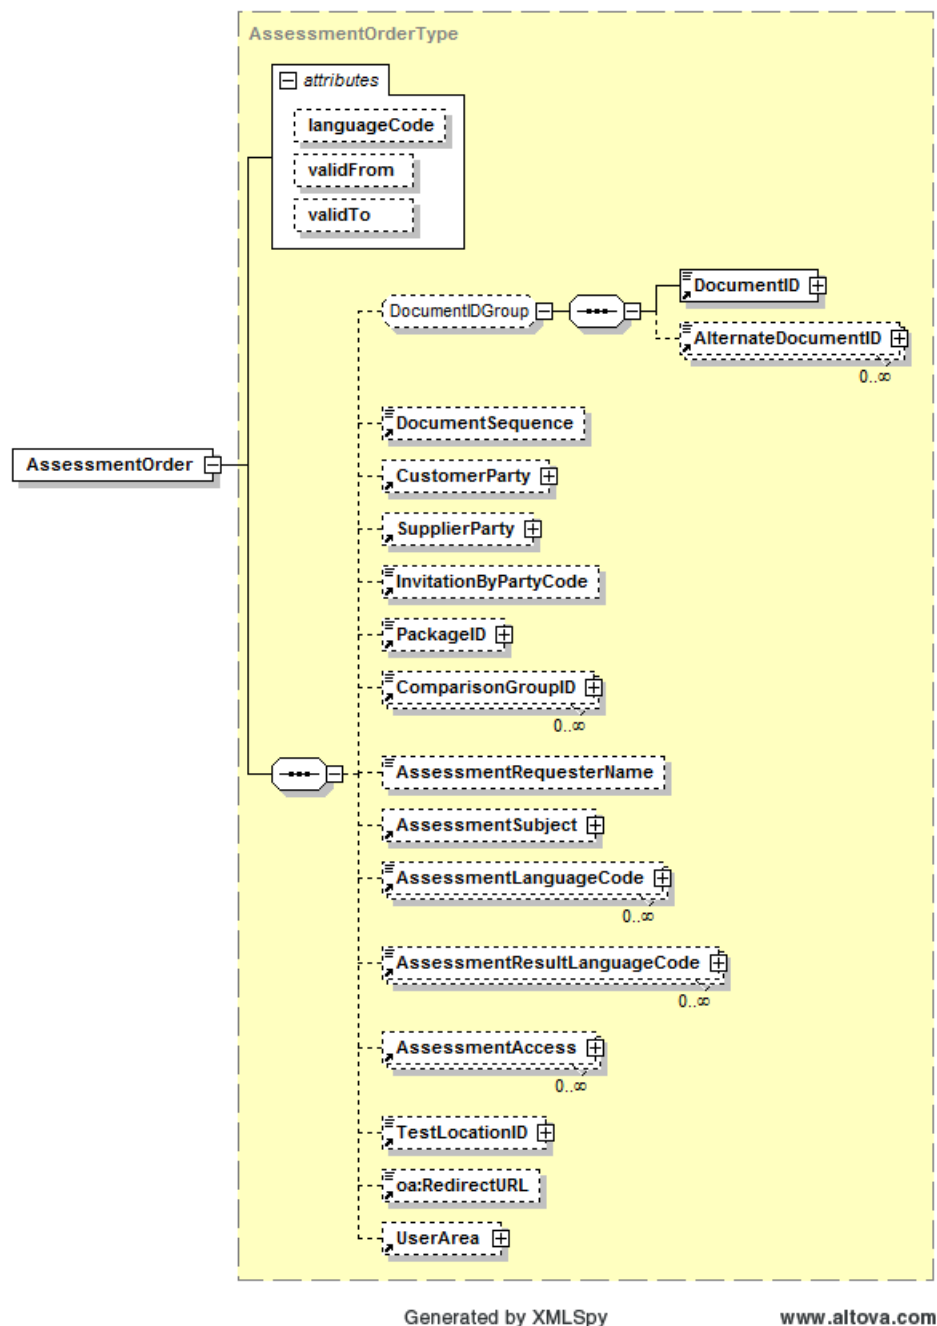 AssessmentOrderType
attributes
languageCode
validFrom
validTo
DocumentIDGroup
DocumentID
AlternateDocumentID
0..∞
DocumentSequence
CustomerParty
AssessmentOrder
SupplierParty
InvitationByPartyCode
PackageID
ComparisonGroupID
0..∞
AssessmentRequesterName
AssessmentSubject
AssessmentLanguageCode
0..∞
AssessmentResultLanguageCode
0..∞
AssessmentAccess
0..∞
TestLocationID
oa:RedirectURL
UserArea
Generated by XMLSpy www.altova.com